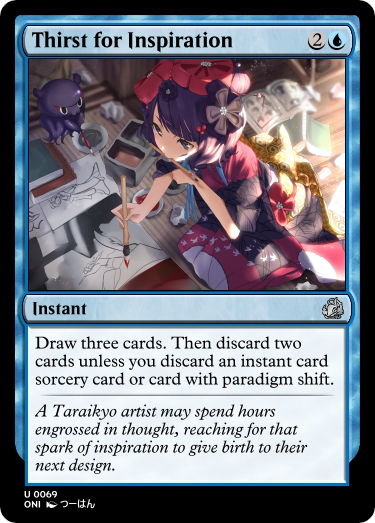 Thirst for Inspiration 2
Instant
Draw three cards. Then discard two
cards unless you discard an instant card
sorcery card or card with paradigm shift.
A Taraikyo artist may spend hours
engrossed in thought, reaching for that
spark of inspiration to give birth to their
next design.
U 0069
ONI つーはん